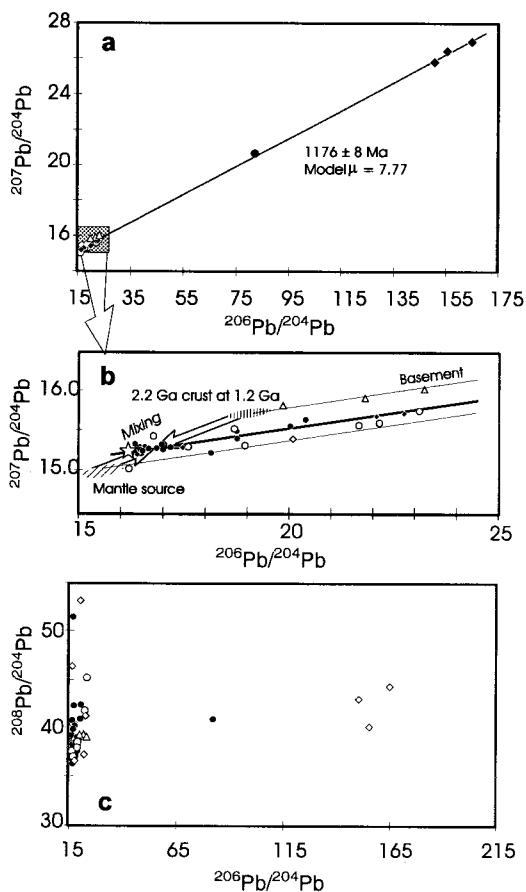 a
28
24
20
16
207Pb/204Pb
1176 ± 8 Ma
Model μ = 7.77
15 35 55 75 95 115 135 155 175
206Pb/204Pb
b
16.0
15.0
207Pb/204Pb
2.2 Ga crust at 1.2 Ga
Basement
Mixing
Mantle source
15 20 25
206Pb/204Pb
50
40
30
208Pb/204Pb
c
15 65 115 165 215
206Pb/204Pb